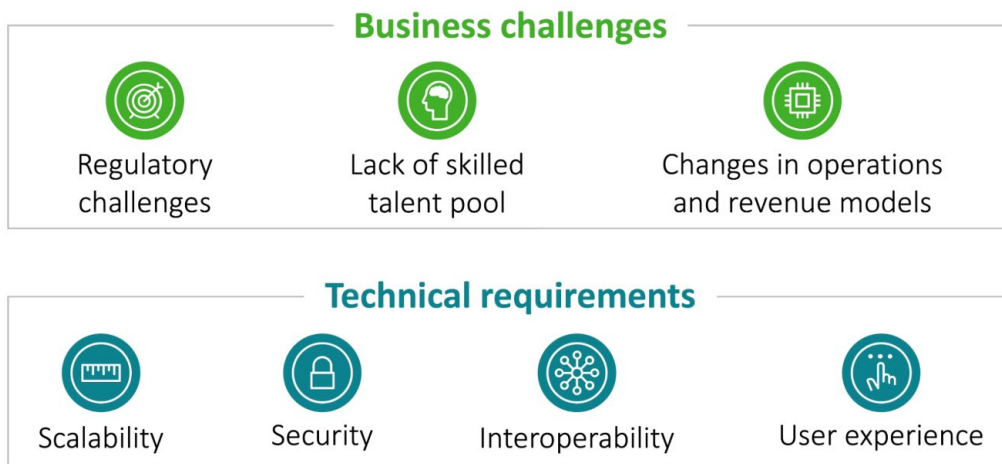 Business challenges
Regulatory
challenges
Lack of skilled
talent pool
Changes in operations
and revenue models
Technical requirements
Scalability
Security
Interoperability
User experience